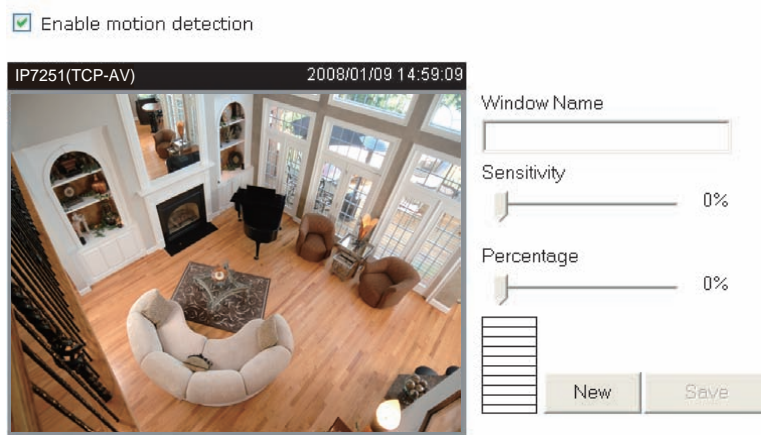 Enable motion detection
IP7251(TCP-AV) 2008/01/09 14:59:09
Window Name
Sensitivity
0%
Percentage
0%
New Save